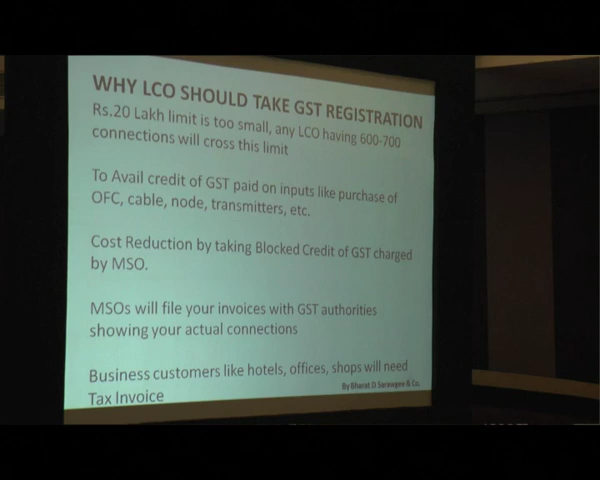 WHY LCO SHOULD TAKE GST REGISTRATION
Rs.20 Lakh limit is too small, any LCO having 600-700
connections will cross this limit
To Avail credit of GST paid on inputs like purchase of
OFC, cable, node, transmitters, etc.
Cost Reduction by taking Blocked Credit of GST charged
by MSO.
MSOs will file your invoices with GST authorities
showing your actual connections
Business customers like hotels, offices, shops will need
Tax Invoice
By Bharat D Sarawgee & Co.